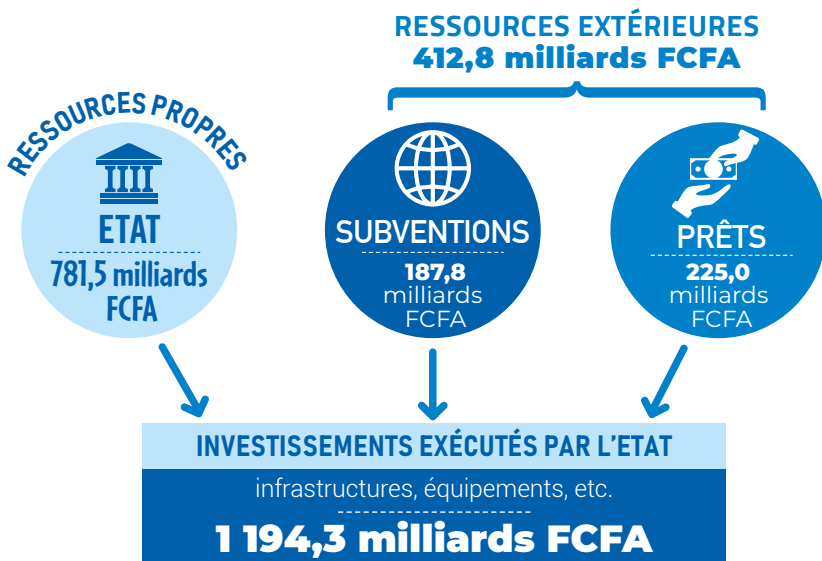 RESSOURCES EXTÉRIEURES
412,8 milliards FCFA
RESSOURCES PROPRES
ETAT
781,5 milliards
FCFA
SUBVENTIONS
187,8
milliards
FCFA
PRÊTS
225,0
milliards
FCFA
INVESTISSEMENTS EXÉCUTÉS PAR L'ETAT
infrastructures, équipements, etc.
1 194,3 milliards FCFA